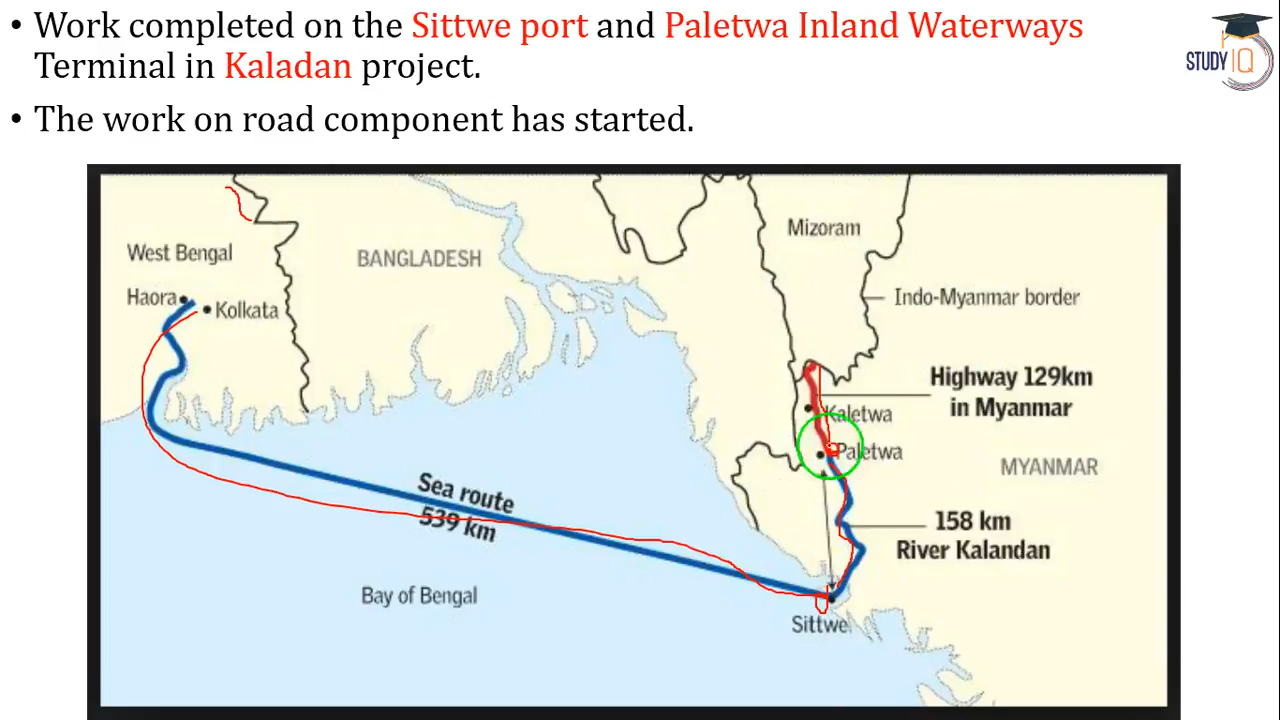 • Work completed on the Sittwe port and Paletwa Inland Waterways
Terminal in Kaladan project.
• The work on road component has started.
STUDY IQ
West Bengal
BANGLADESH
Mizoram
Haora
Kolkata
Indo-Myanmar border
Highway 129km
in Myanmar
Kaletwa
Paletwa
MYANMAR
Sea route
539 km
158 km
River Kalandan
Bay of Bengal
Sittwe